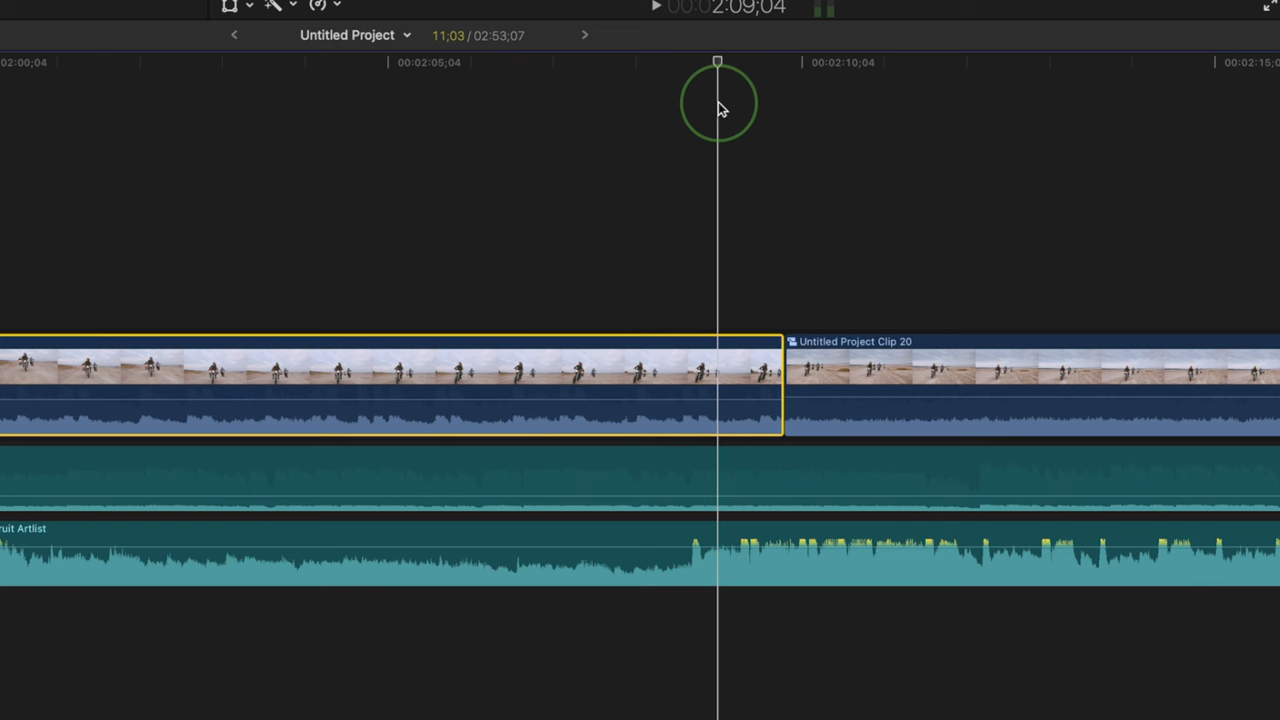 00:02:09;04
Untitled Project 11;03 / 02:53,07
02:00;04 00:02:05;04 00:02:10;04 00:02:15;0
Untitled Project Clip 20
ruit Artlist